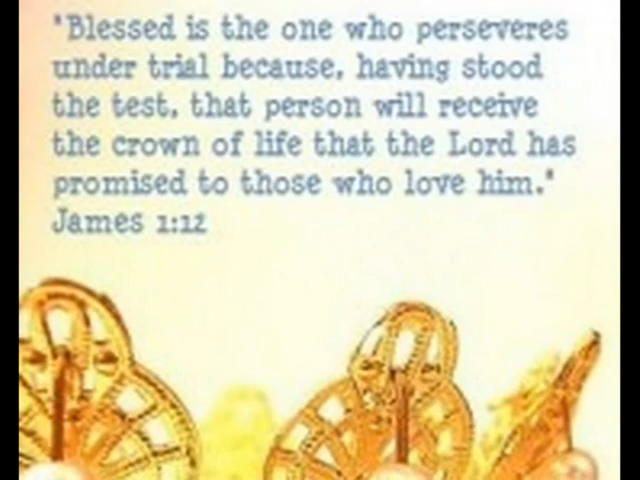 "Blessed is the one who perseveres
under trial because, having stood
the test, that person will receive
the crown of life that the Lord has
promised to those who love him."
James 1:12